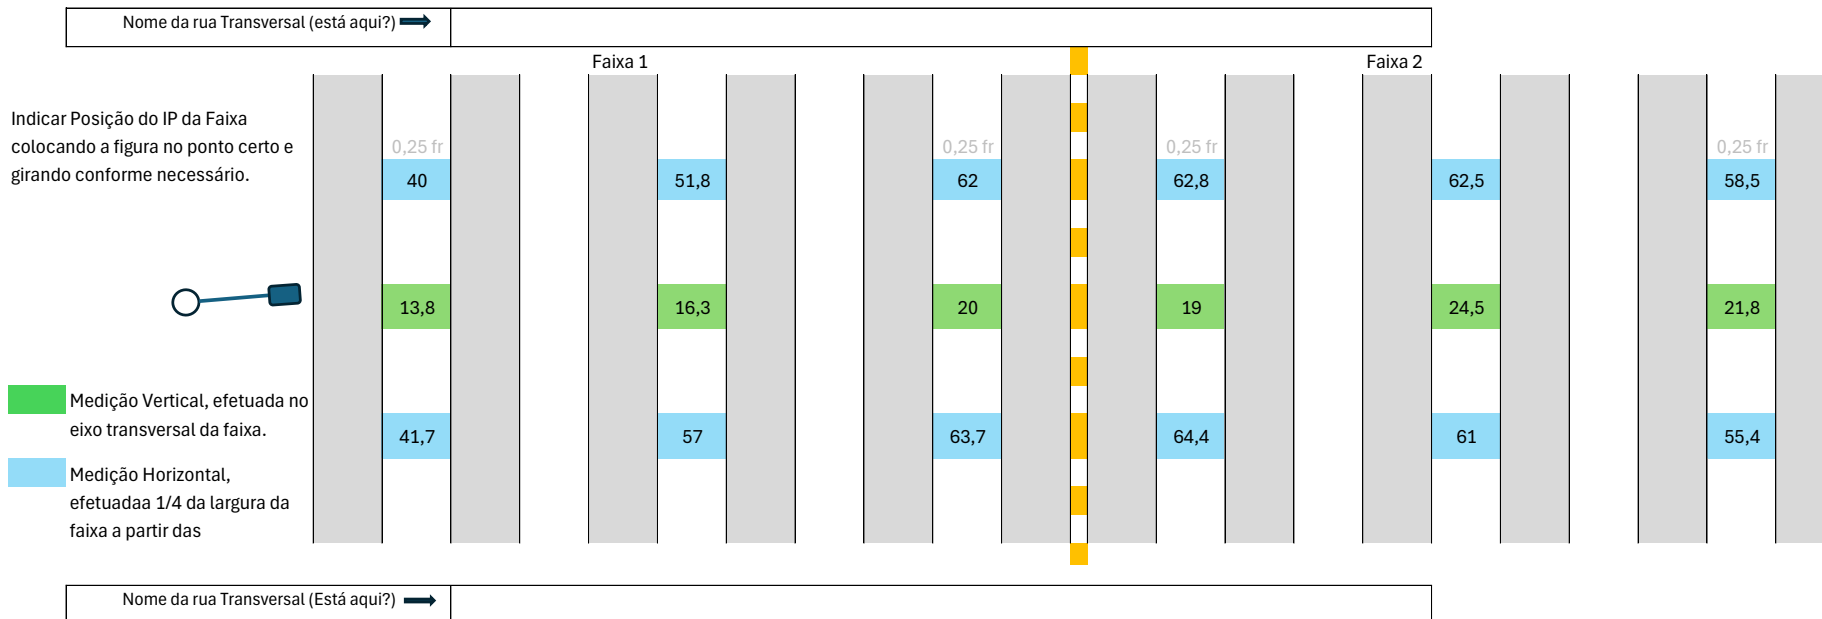 Nome da rua Transversal (está aqui?)
Faixa 1
Faixa 2
Indicar Posição do IP da Faixa
colocando a figura no ponto certo e
girando conforme necessário.
0,25 fr
0,25 fr
0,25 fr
0,25 fr
40
51,8
62
62,8
62,5
58,5
13,8
16,3
20
19
24,5
21,8
Medição Vertical, efetuada no
eixo transversal da faixa.
41,7
57
63,7
64,4
61
55,4
Medição Horizontal,
efetuadaa 1/4 da largura da
faixa a partir das
Nome da rua Transversal (Está aqui?)